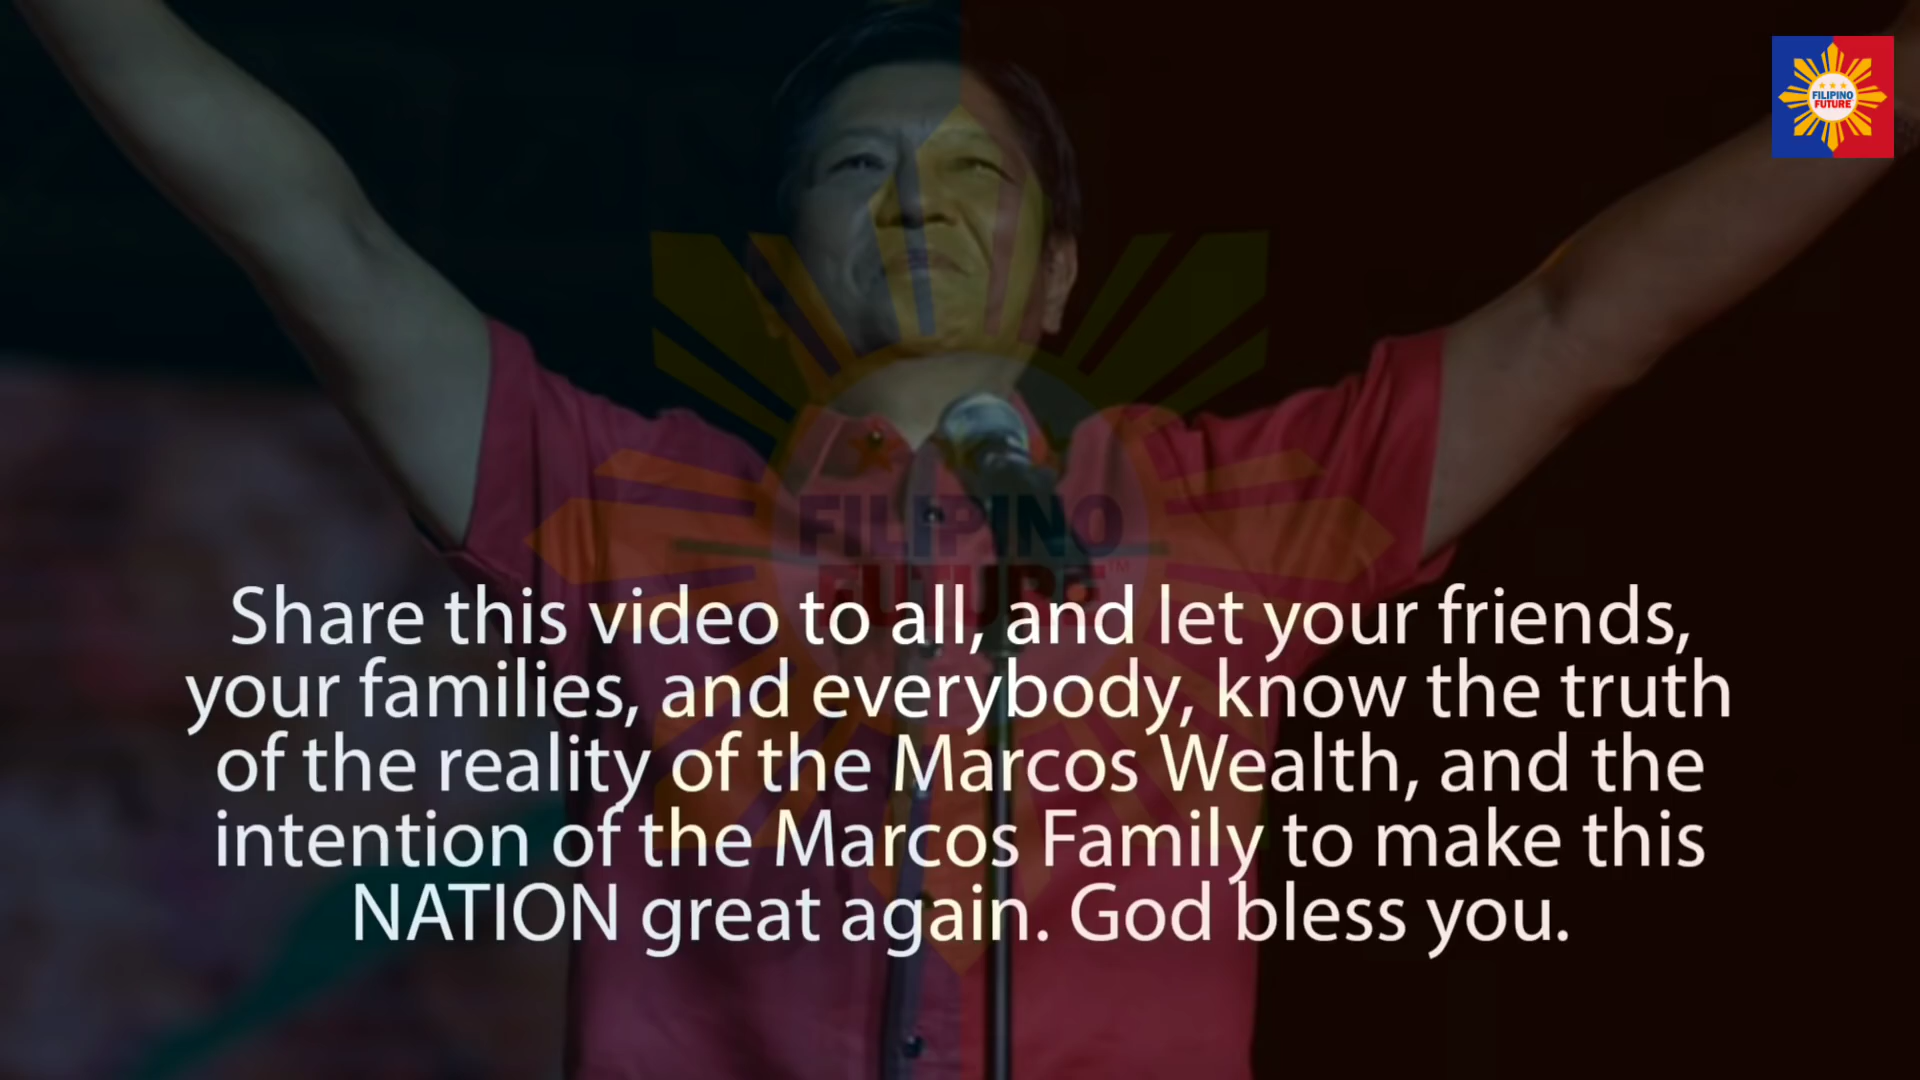 FILIPINO
FUTURE
FILIPINO
FUTURE™
Share this video to all, and let your friends,
your families, and everybody, know the truth
of the reality of the Marcos Wealth, and the
intention of the Marcos Family to make this
NATION great again. God bless you.